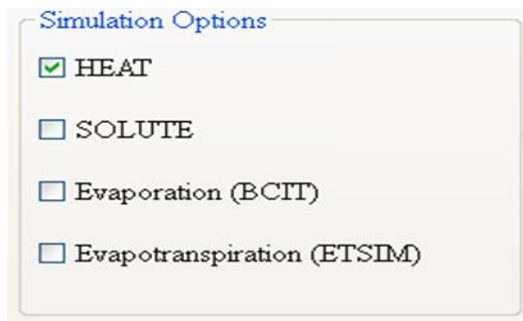 Simulation Options
HEAT
SOLUTE
Evaporation (BCIT)
Evapotranspiration (ETSIM)